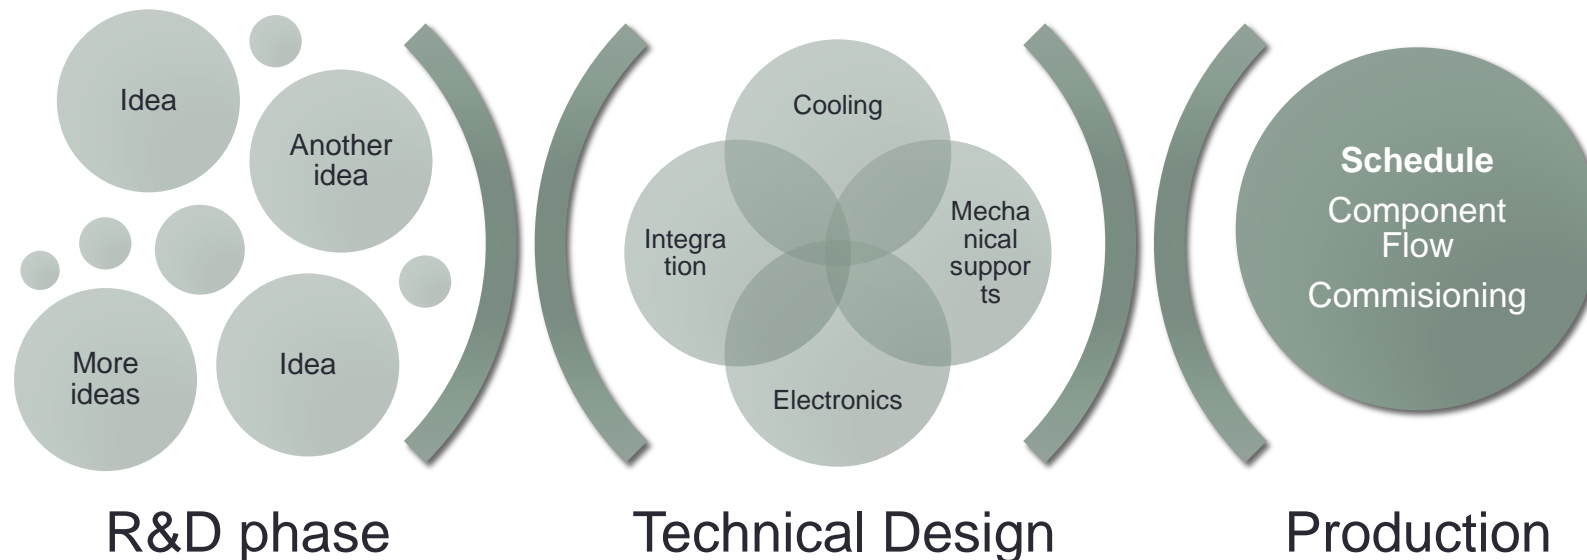 Idea
Another
idea
More
ideas
Idea
R&D phase
Cooling
Integra
tion
Mecha
nical
suppor
ts
Electronics
Technical Design
Schedule
Component
Flow
Commisioning
Production